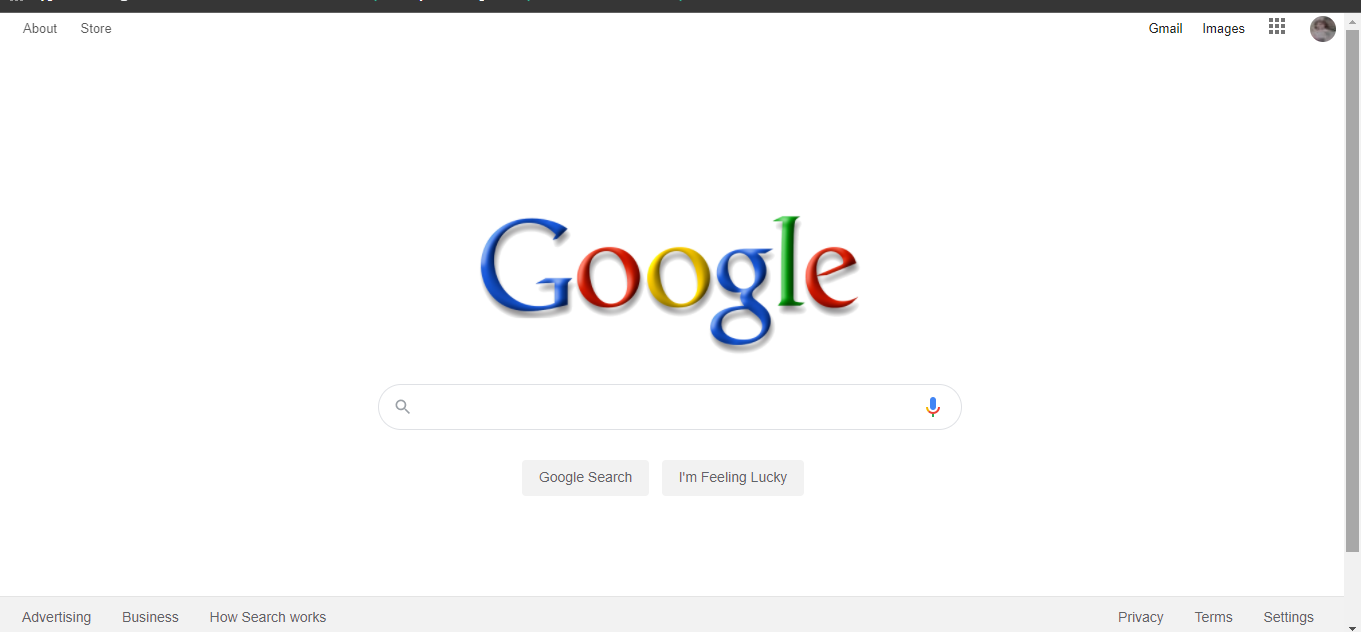 About Store Gmail Images
Google
Google Search I'm Feeling Lucky
Advertising Business How Search works Privacy Terms Settings